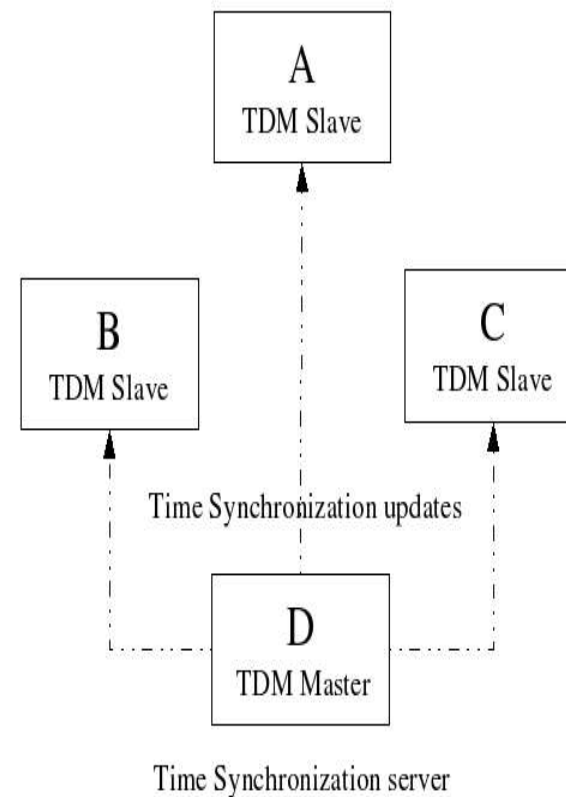 A
TDM Slave
B
TDM Slave
C
TDM Slave
Time Synchronization updates
D
TDM Master
Time Synchronization server